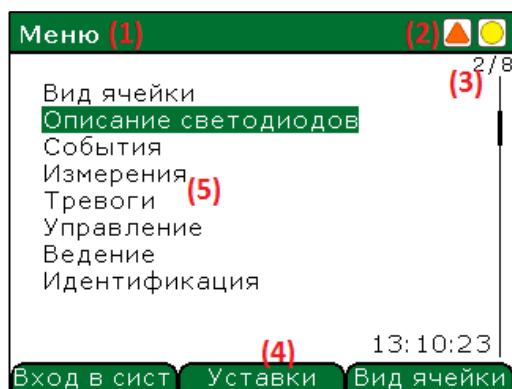 Меню (1) (2)
2/8
(3)
Вид ячейки
Описание светодиодов
События
Измерения
(5)
Тревоги
Управление
Ведение
Идентификация
13:10:23
(4)
Вход в сист Уставки Вид ячейки